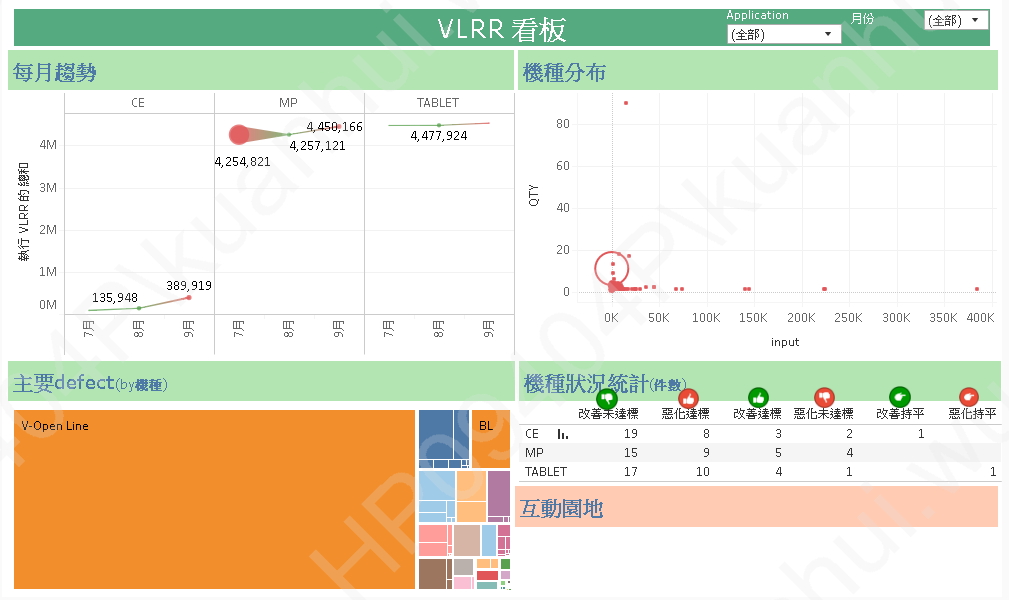 VLRR 看板
Application
(全部)
月份
(全部)
每月趨勢
CE
MP
TABLET
執行 VLRR 的 總和
4M
3M
2M
1M
0M
135,948
389,919
4,254,821
4,257,121
4,450,166
4,477,924
7月
8月
9月
7月
8月
9月
7月
8月
9月
機種分布
QTY
80
60
40
20
0
0K
50K
100K
150K
200K
250K
300K
350K
400K
input
主要defect(by機種)
V-Open Line
BL
機種狀況統計(件數)
改善未達標 惡化達標 改善達標 惡化未達標 改善持平 惡化持平
CE 19 8 3 2 1
MP 15 9 5 4
TABLET 17 10 4 1 1
互動園地